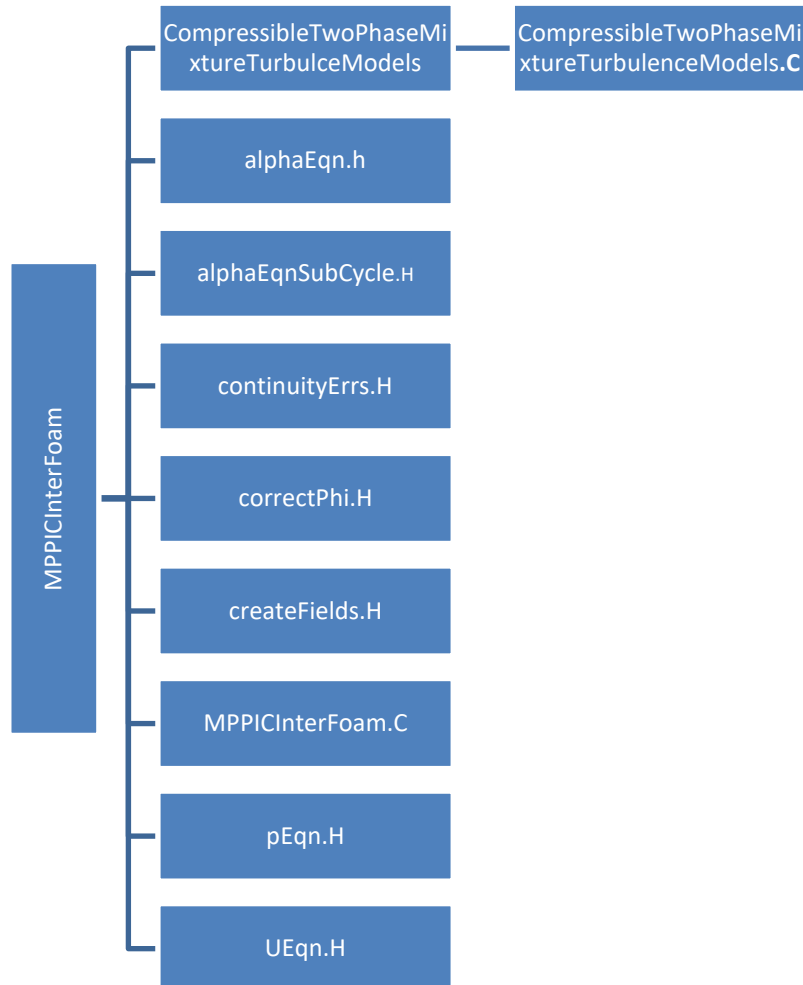 CompressibleTwoPhaseMi
xtureTurbulceModels
CompressibleTwoPhaseMi
xtureTurbulenceModels.C
alphaEqn.h
alphaEqnSubCycle.H
continuityErrs.H
correctPhi.H
MPPICInterFoam
createFields.H
MPPICInterFoam.C
pEqn.H
UEqn.H